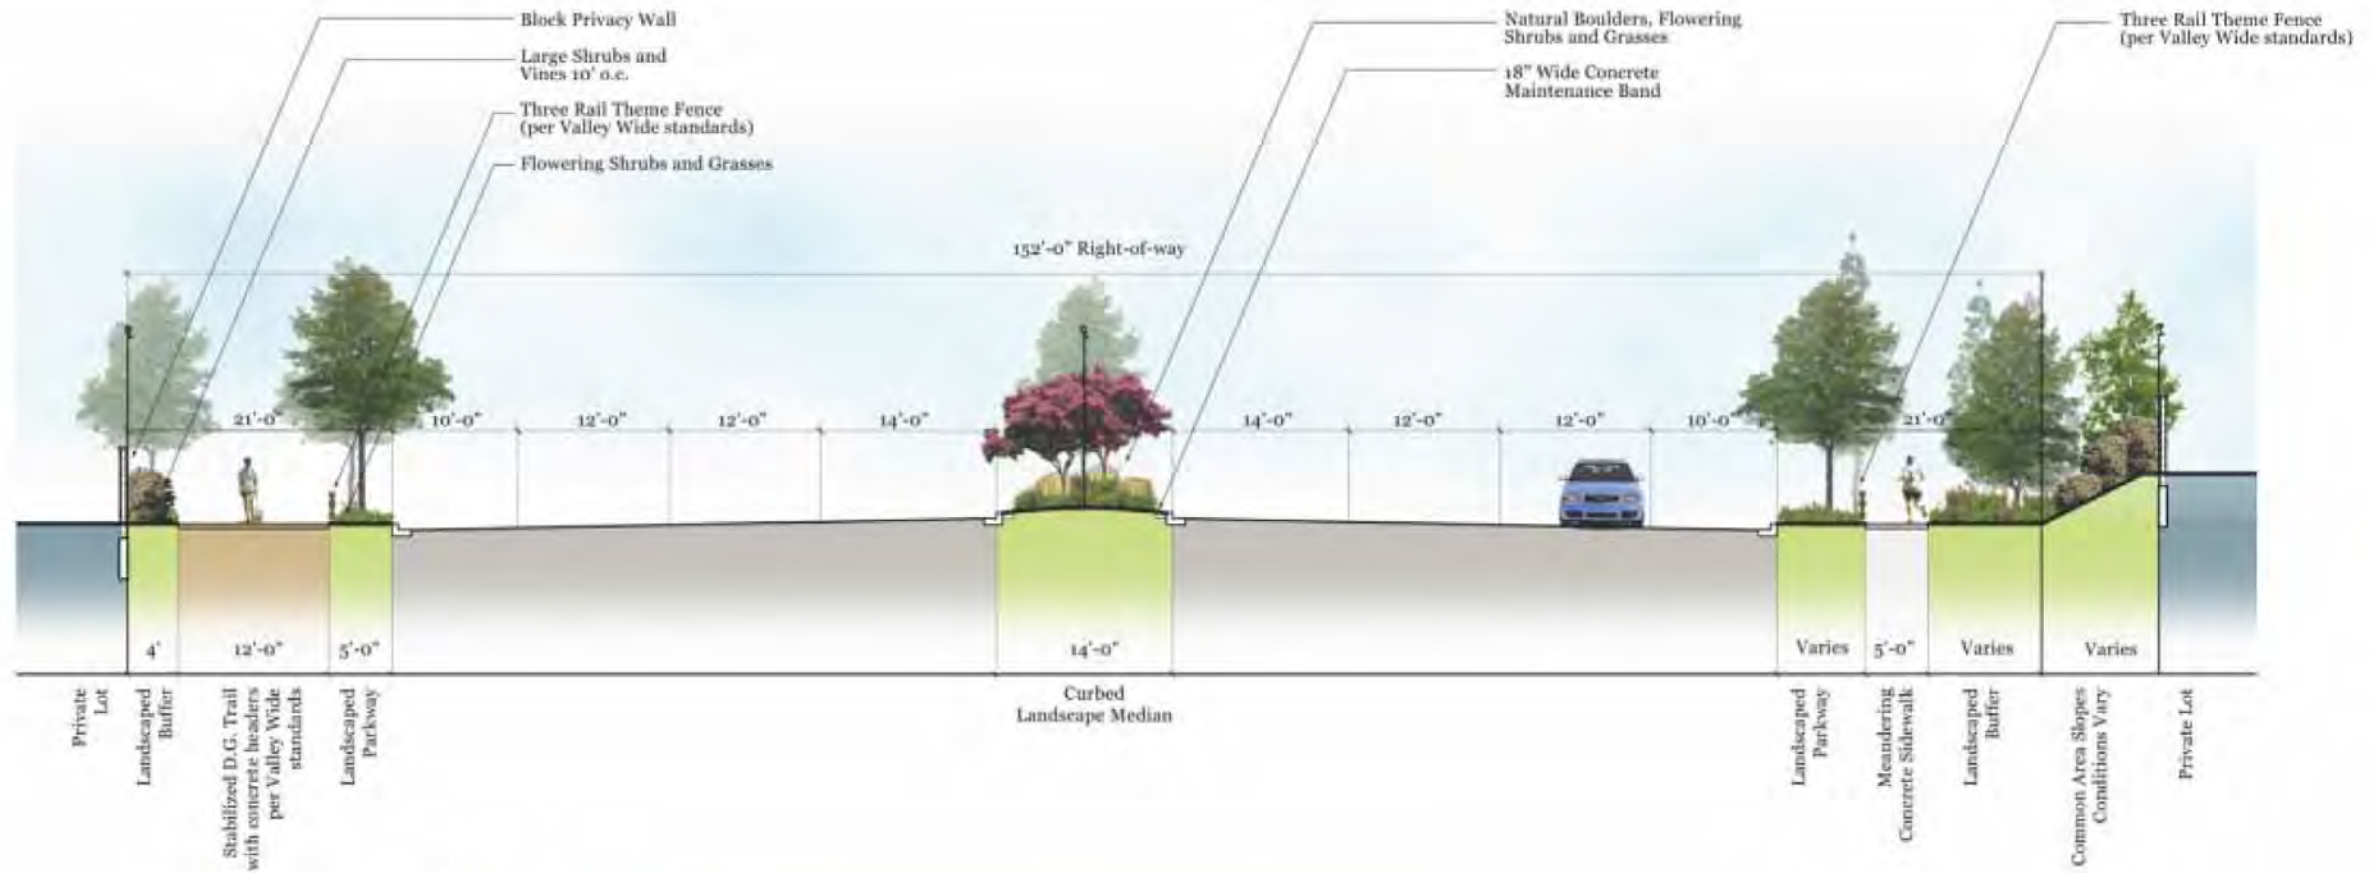 Block Privacy Wall
Large Shrubs and
Vines 10' o.c.
Three Rail Theme Fence
(per Valley Wide standards)
Flowering Shrubs and Grasses
Natural Boulders, Flowering
Shrubs and Grasses
18" Wide Concrete
Maintenance Band
Three Rail Theme Fence
(per Valley Wide standards)
152'-0" Right-of-way
21'-0"
10'-0"
12'-0"
12'-0"
14'-0"
14'-0"
12'-0"
12'-0"
10'-0
21'-0"
4'
12'-0"
5'-0"
14'-0"
Varies
5'-0"
Varies
Varies
Private
Lot
Landscaped
Buffer
Stabilized D.G. Trail
with concrete headers
per Valley Wide
standards
Landscaped
Parkway
Curbed
Landscape Median
Landscaped
Parkway
Meandering
Concrete Sidewalk
Landscaped
Buffer
Common Area Slopes
Conditions Vary
Private Lot